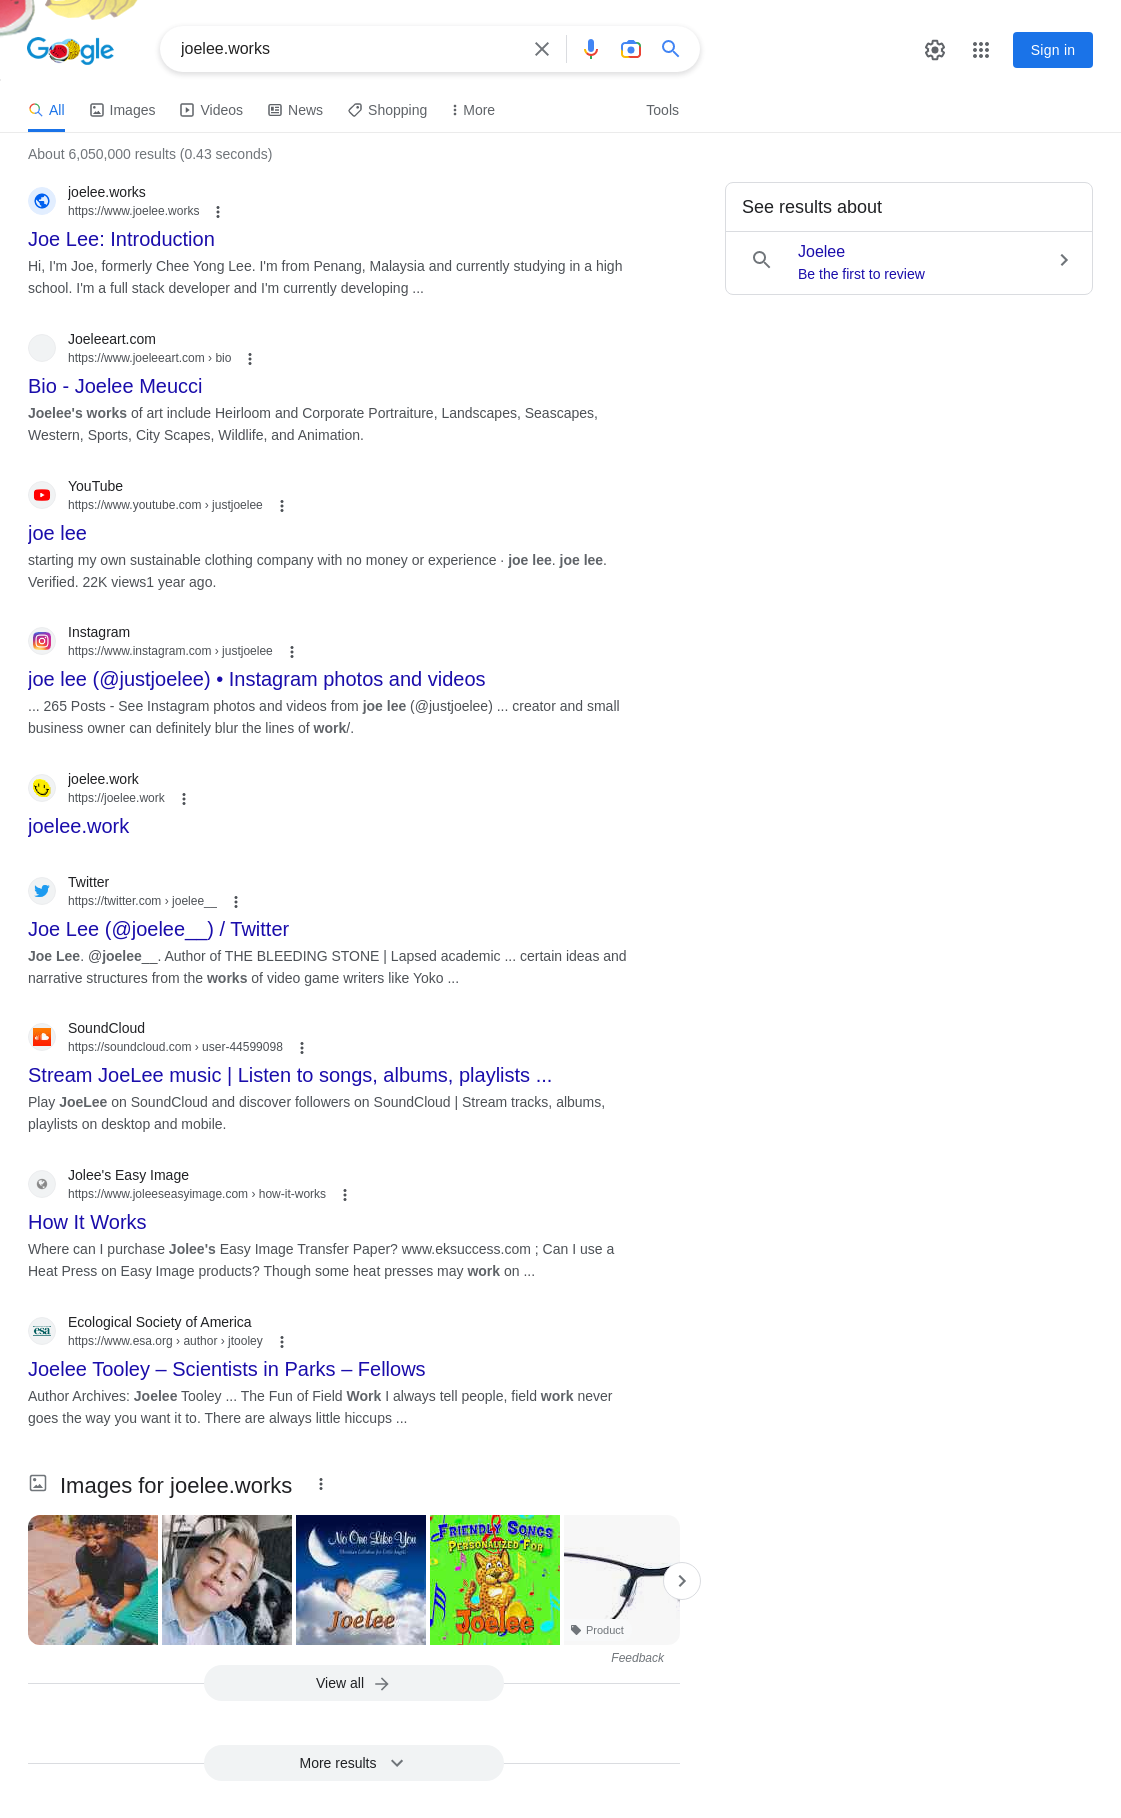 Google
joelee.works
Sign in
All
Images
Videos
News
Shopping
More
Tools
About 6,050,000 results (0.43 seconds)
joelee.works
https://www.joelee.works
Joe Lee: Introduction
Hi, I'm Joe, formerly Chee Yong Lee. I'm from Penang, Malaysia and currently studying in a high
school. I'm a full stack developer and I'm currently developing ...
Joeleeart.com
https://www.joeleeart.com › bio
Bio - Joelee Meucci
Joelee's works of art include Heirloom and Corporate Portraiture, Landscapes, Seascapes,
Western, Sports, City Scapes, Wildlife, and Animation.
YouTube
https://www.youtube.com › justjoelee
joe lee
starting my own sustainable clothing company with no money or experience · joe lee. joe lee.
Verified. 22K views1 year ago.
Instagram
https://www.instagram.com › justjoelee
joe lee (@justjoelee) • Instagram photos and videos
... 265 Posts - See Instagram photos and videos from joe lee (@justjoelee) ... creator and small
business owner can definitely blur the lines of work/.
joelee.work
https://joelee.work
joelee.work
Twitter
https://twitter.com › joelee__
Joe Lee (@joelee__) / Twitter
Joe Lee. @joelee__. Author of THE BLEEDING STONE | Lapsed academic ... certain ideas and
narrative structures from the works of video game writers like Yoko ...
SoundCloud
https://soundcloud.com › user-44599098
Stream JoeLee music | Listen to songs, albums, playlists ...
Play JoeLee on SoundCloud and discover followers on SoundCloud | Stream tracks, albums,
playlists on desktop and mobile.
Jolee's Easy Image
https://www.joleeseasyimage.com › how-it-works
How It Works
Where can I purchase Jolee's Easy Image Transfer Paper? www.eksuccess.com ; Can I use a
Heat Press on Easy Image products? Though some heat presses may work on ...
esa
Ecological Society of America
https://www.esa.org › author › jtooley
Joelee Tooley – Scientists in Parks – Fellows
Author Archives: Joelee Tooley ... The Fun of Field Work I always tell people, field work never
goes the way you want it to. There are always little hiccups ...
Images for joelee.works
No One Like You
Joelee
FRIENDLY SONGS
PERSONALIZED FOR
Joelee
Product
Feedback
View all
More results
See results about
Joelee
Be the first to review